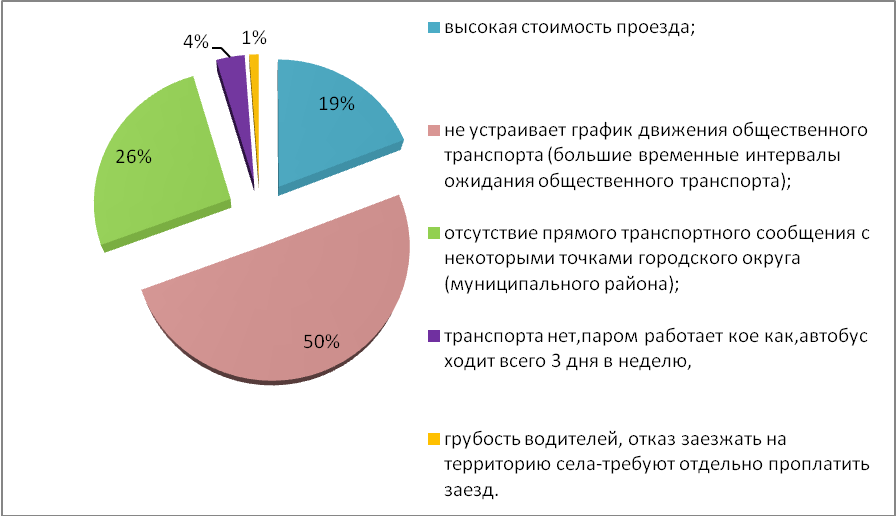 4%
1%
19%
26%
50%
высокая стоимость проезда;
не устраивает график движения общественного
транспорта (большие временные интервалы
ожидания общественного транспорта);
отсутствие прямого транспортного сообщения с
некоторыми точками городского округа
(муниципального района);
транспорта нет,паром работает кое как,автобус
ходит всего 3 дня в неделю,
грубость водителей, отказ заезжать на
территорию села-требуют отдельно проплатить
заезд.